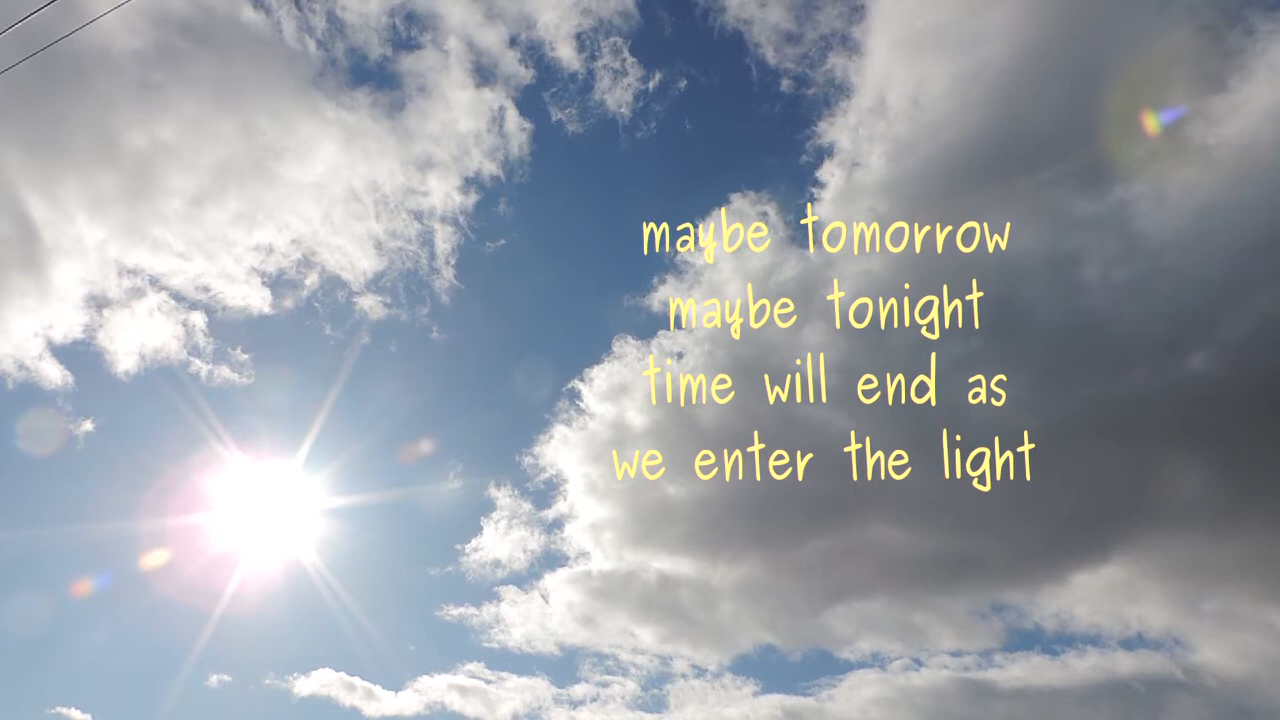 maybe tomorrow
maybe tonight
time will end as
we enter the light